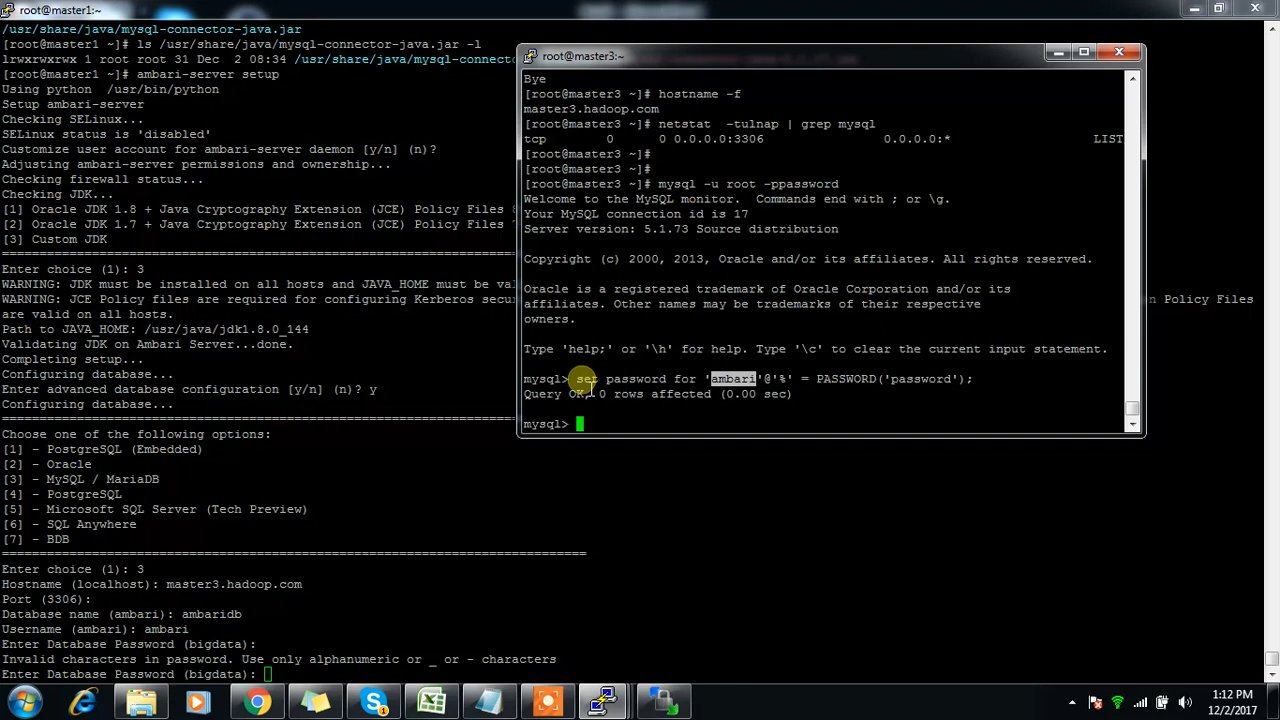 root@master1:~
/usr/share/java/mysql-connector-java.jar
[root@master1 ~]# ls /usr/share/java/mysql-connector-java.jar -l
lrwxrwxrwx 1 root root 31 Dec  2 08:34 /usr/share/java/mysql-connecto
[root@master1 ~]# ambari-server setup
Using python  /usr/bin/python
Setup ambari-server
Checking SELinux...
SELinux status is 'disabled'
Customize user account for ambari-server daemon [y/n] (n)?
Adjusting ambari-server permissions and ownership...
Checking firewall status...
Checking JDK...
[1] Oracle JDK 1.8 + Java Cryptography Extension (JCE) Policy Files
[2] Oracle JDK 1.7 + Java Cryptography Extension (JCE) Policy Files
[3] Custom JDK
==============================================================================
Enter choice (1): 3
WARNING: JDK must be installed on all hosts and JAVA_HOME must be val
WARNING: JCE Policy files are required for configuring Kerberos secu
n Policy Files
are valid on all hosts.
Path to JAVA_HOME: /usr/java/jdk1.8.0_144
Validating JDK on Ambari Server...done.
Completing setup...
Configuring database...
Enter advanced database configuration [y/n] (n)? y
Configuring database...
==============================================================================
Choose one of the following options:
[1] - PostgreSQL (Embedded)
[2] - Oracle
[3] - MySQL / MariaDB
[4] - PostgreSQL
[5] - Microsoft SQL Server (Tech Preview)
[6] - SQL Anywhere
[7] - BDB
==============================================================================
Enter choice (1): 3
Hostname (localhost): master3.hadoop.com
Port (3306):
Database name (ambari): ambaridb
Username (ambari): ambari
Enter Database Password (bigdata):
Invalid characters in password. Use only alphanumeric or _ or - characters
Enter Database Password (bigdata):
root@master3:~
Bye
[root@master3 ~]# hostname -f
master3.hadoop.com
[root@master3 ~]# netstat  -tulnap | grep mysql
tcp        0      0 0.0.0.0:3306                0.0.0.0:*                   LIST
[root@master3 ~]#
[root@master3 ~]#
[root@master3 ~]# mysql -u root -ppassword
Welcome to the MySQL monitor.  Commands end with ; or \g.
Your MySQL connection id is 17
Server version: 5.1.73 Source distribution
Copyright (c) 2000, 2013, Oracle and/or its affiliates. All rights reserved.
Oracle is a registered trademark of Oracle Corporation and/or its
affiliates. Other names may be trademarks of their respective
owners.
Type 'help;' or '\h' for help. Type '\c' to clear the current input statement.
mysql> set password for 'ambari'@'%' = PASSWORD('password');
Query OK, 0 rows affected (0.00 sec)
mysql>
1:12 PM
12/2/2017